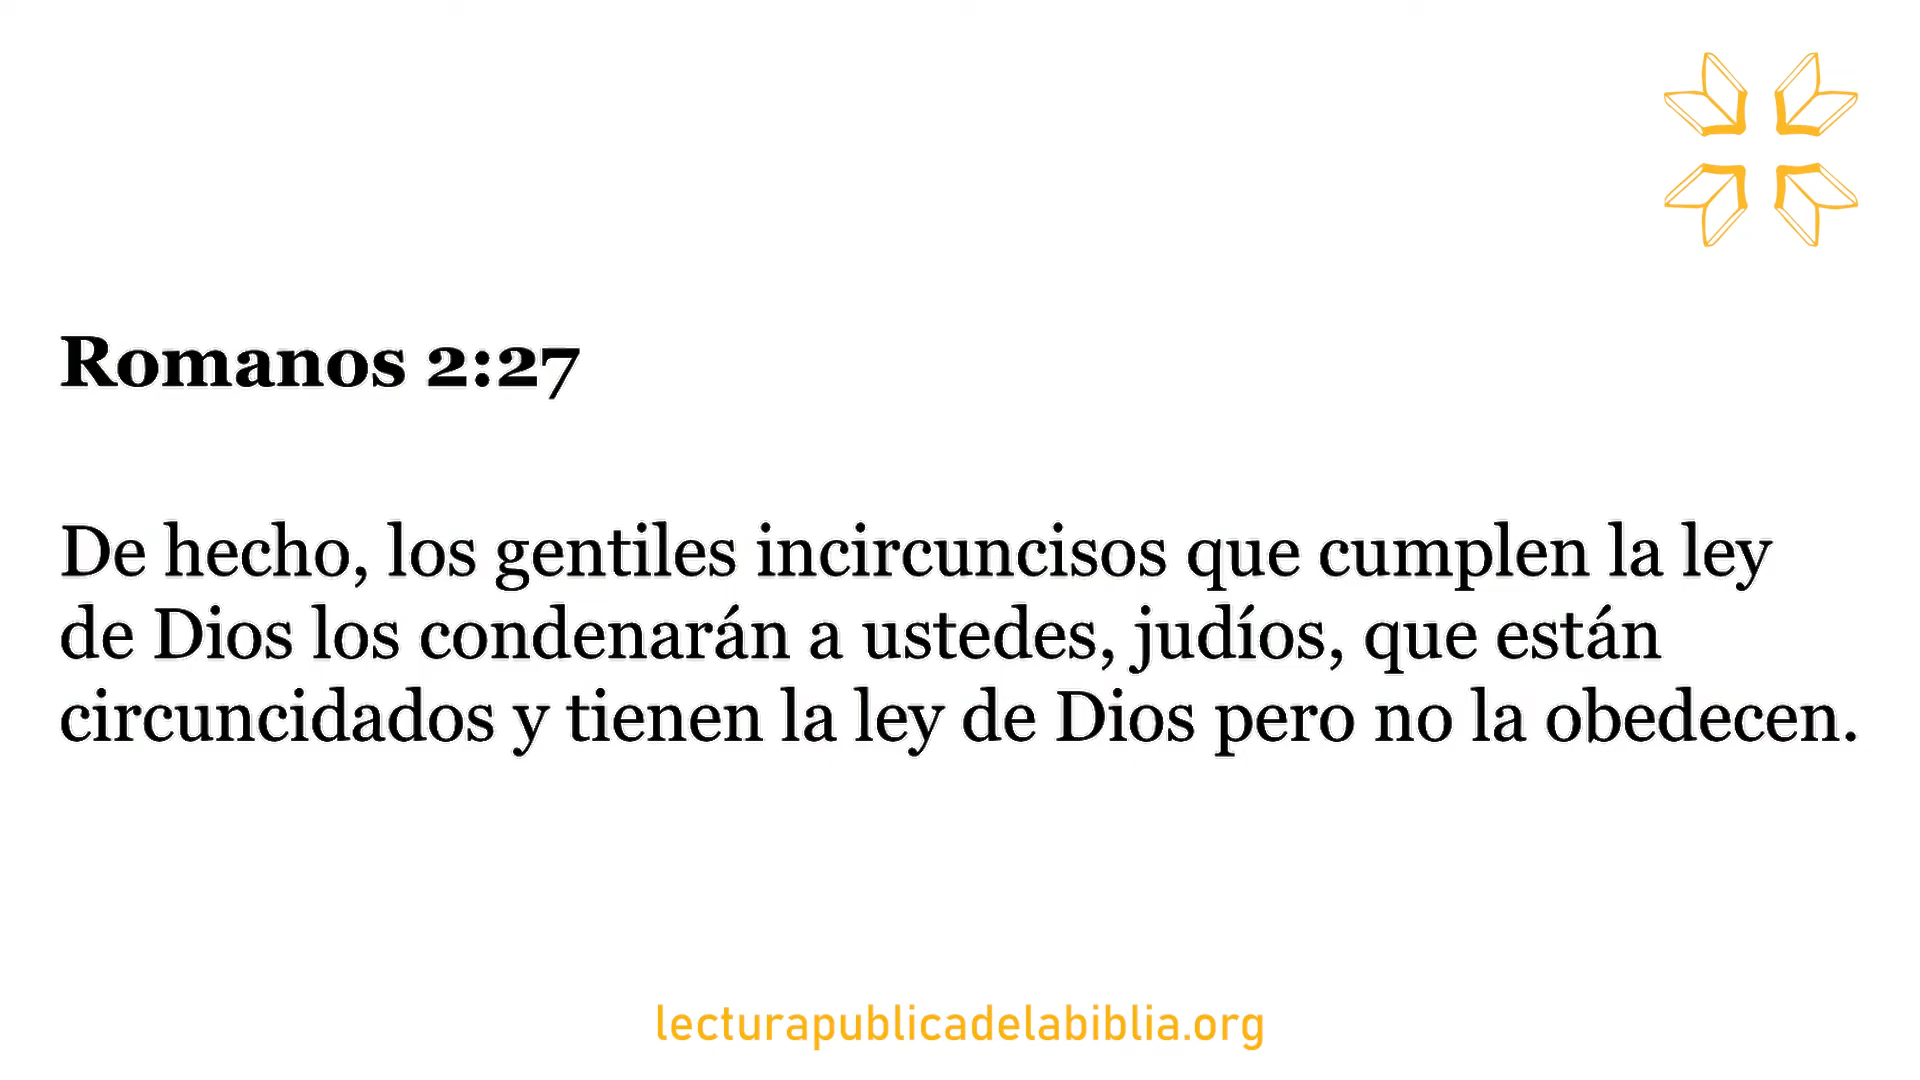 Romanos 2:27
De hecho, los gentiles incircuncisos que cumplen la ley
de Dios los condenarán a ustedes, judíos, que están
circuncidados y tienen la ley de Dios pero no la obedecen.
lecturapublicadelabiblia.org